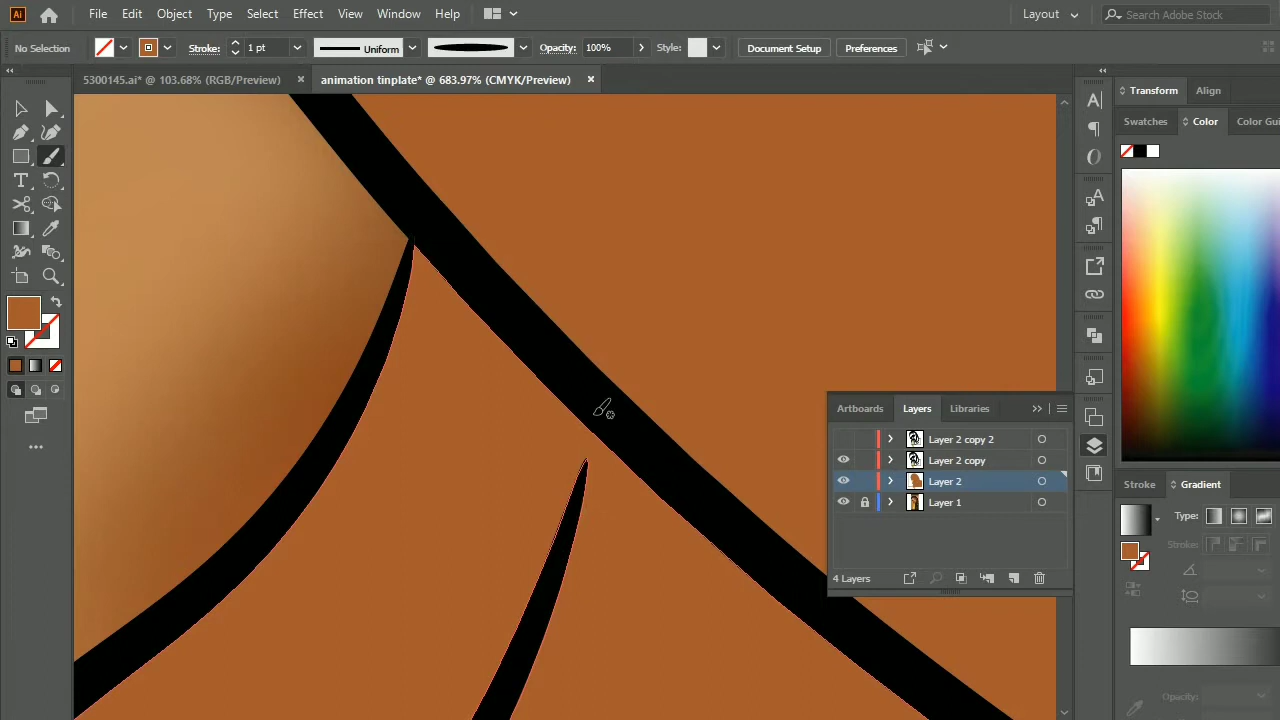 Ai File Edit Object Type Select Effect View Window Help Layout Search Adobe Stock
No Selection Stroke: 1 pt Uniform Opacity: 100% Style: Document Setup Preferences
5300145.ai* @ 103.68% (RGB/Preview) × animation tinplate* @ 683.97% (CMYK/Preview) ×
Transform Align
Swatches Color Color Gui
Artboards Layers Libraries
Layer 2 copy 2
Layer 2 copy
Layer 2
Layer 1
4 Layers
Stroke Gradient
Type:
Strokes:
Opacity: